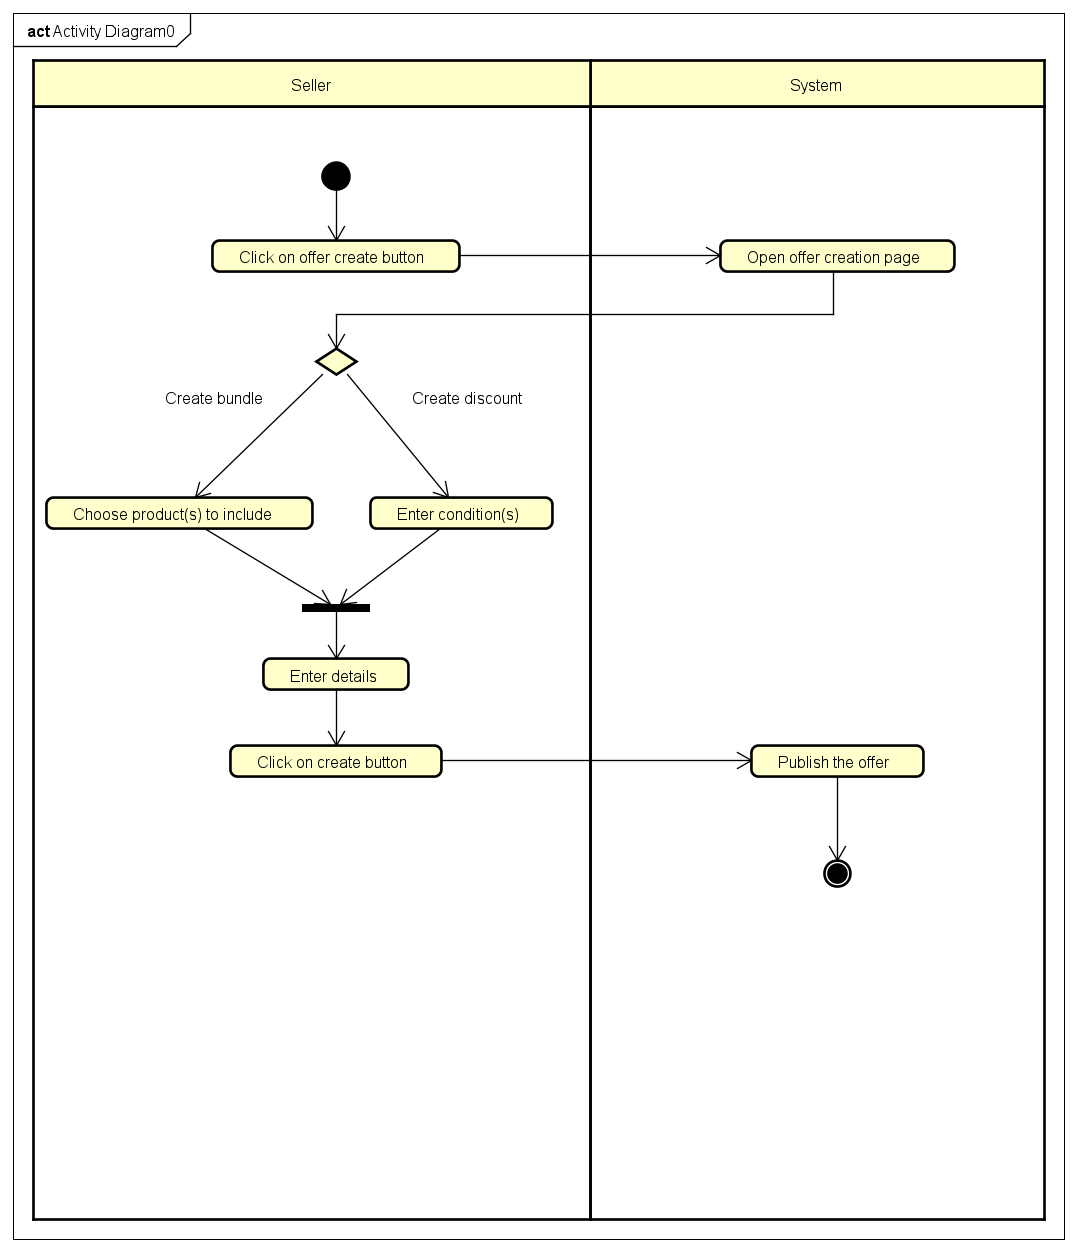 act Activity Diagram0
Seller
System
Click on offer create button
Open offer creation page
Create bundle
Create discount
Choose product(s) to include
Enter condition(s)
Enter details
Click on create button
Publish the offer